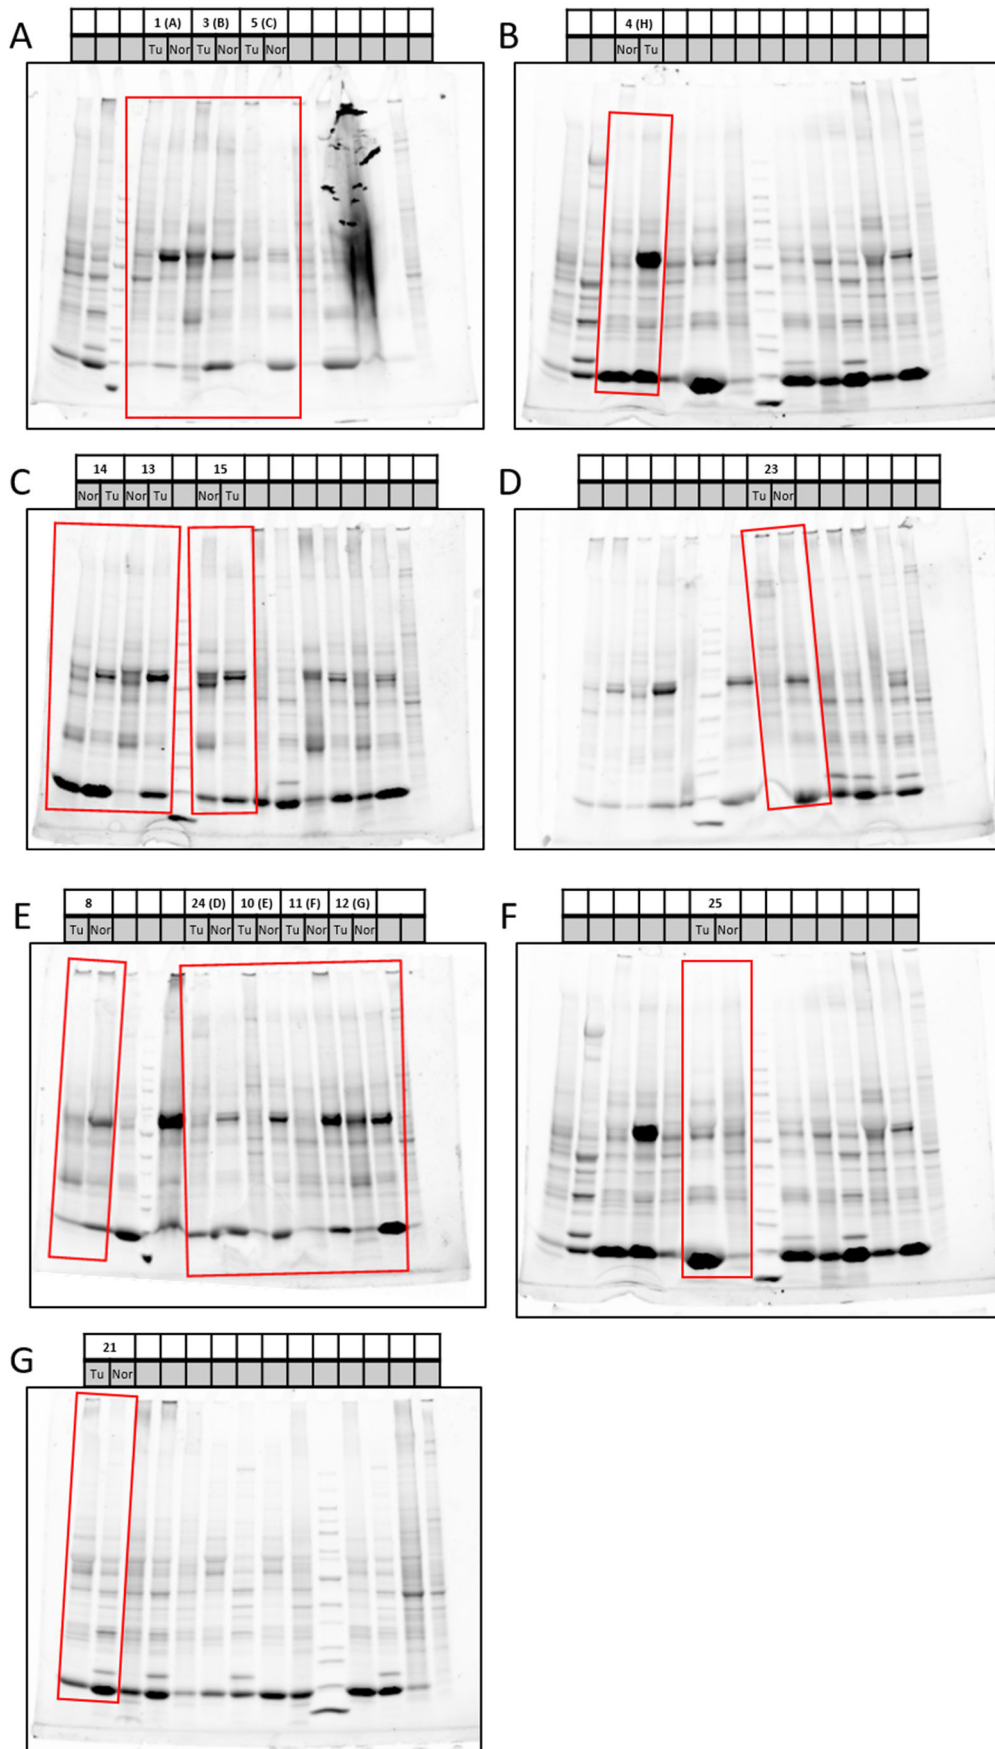 A
1 (A) 3 (B) 5 (C)
Tu Nor Tu Nor Tu Nor
B
4 (H)
Nor Tu
C
14 13 15
Nor Tu Nor Tu Nor Tu
D
23
Tu Nor
E
8 24 (D) 10 (E) 11 (F) 12 (G)
Tu Nor Tu Nor Tu Nor Tu Nor Tu Nor
F
25
Tu Nor
G
21
Tu Nor